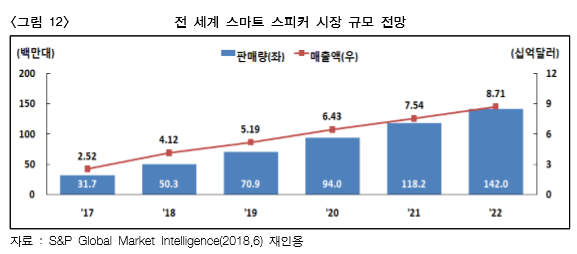 <그림 12> 전 세계 스마트 스피커 시장 규모 전망
(백만대) (십억달러)
판매량(좌) 매출액(우)
200 12
150 9
100 6
50 3
0 0
2.52 4.12 5.19 6.43 7.54 8.71
31.7 50.3 70.9 94.0 118.2 142.0
'17 '18 '19 '20 '21 '22
자료 : S&P Global Market Intelligence(2018,6) 재인용